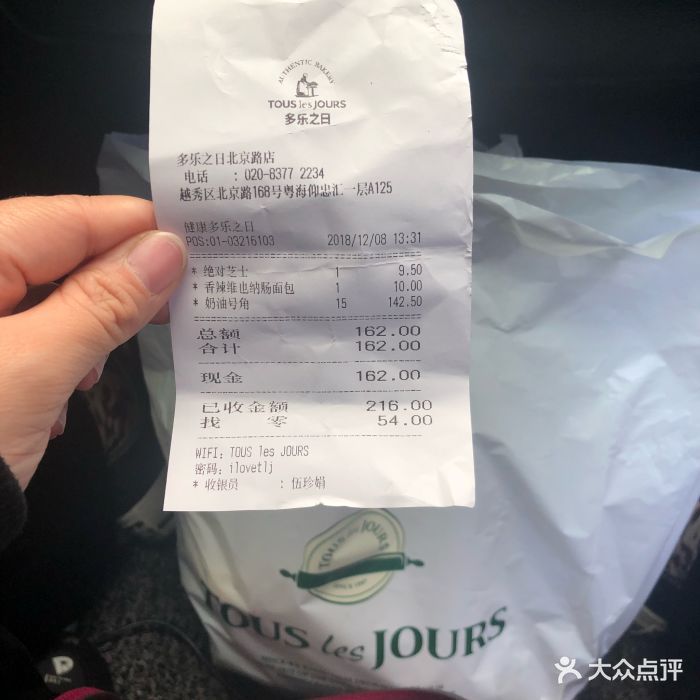 AUTHENTIC BAKERY
TOUS les JOURS
多乐之日
多乐之日北京路店
电话 : 020-8377 2234
越秀区北京路168号粤海仰忠汇一层A125
健康多乐之日
POS:01-03216103 2018/12/08 13:31
* 绝对芝士 1 9.50
* 香辣维也纳肠面包 1 10.00
* 奶油号角 15 142.50
总额 162.00
合计 162.00
现金 162.00
已收金额 216.00
找 零 54.00
WIFI: TOUS les JOURS
密码: ilovetlj
* 收银员 : 伍珍娟
TOUS les JOURS
TOUS les JOURS
大众点评